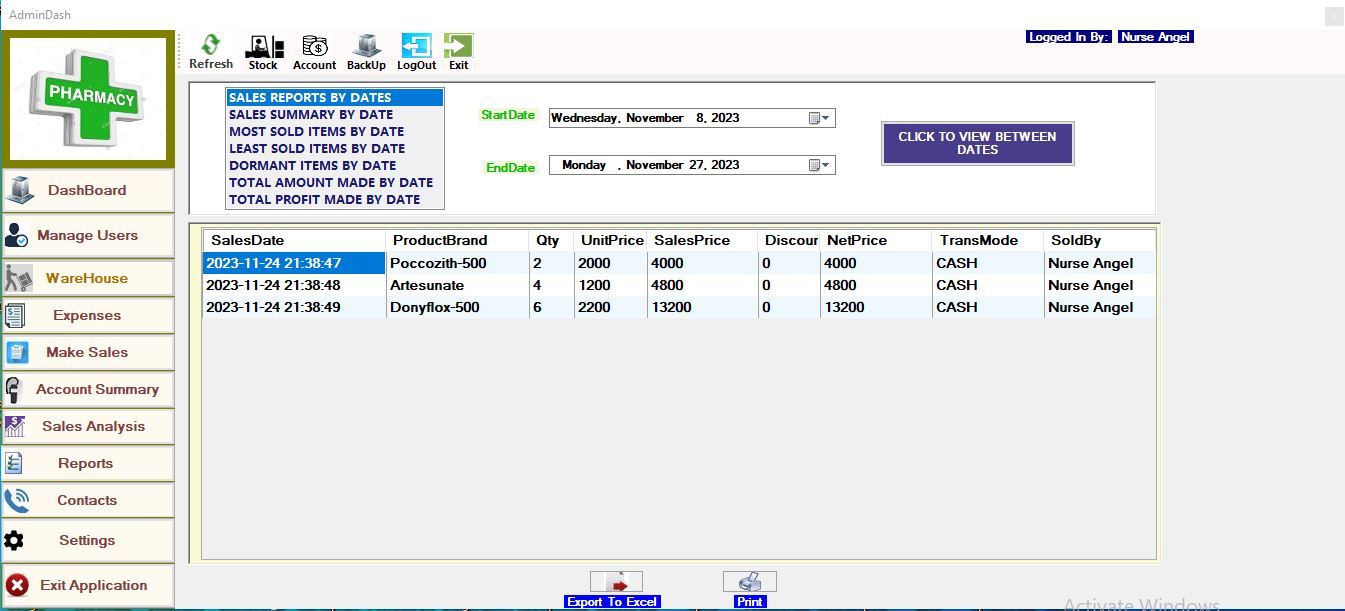 AdminDash
Refresh Stock Account BackUp LogOut Exit
Logged In By: Nurse Angel
PHARMACY
DashBoard
Manage Users
WareHouse
Expenses
Make Sales
Account Summary
Sales Analysis
Reports
Contacts
Settings
Exit Application
SALES REPORTS BY DATES
SALES SUMMARY BY DATE
MOST SOLD ITEMS BY DATE
LEAST SOLD ITEMS BY DATE
DORMANT ITEMS BY DATE
TOTAL AMOUNT MADE BY DATE
TOTAL PROFIT MADE BY DATE
StartDate Wednesday, November 8, 2023
EndDate Monday , November 27, 2023
CLICK TO VIEW BETWEEN
DATES
SalesDate ProductBrand Qty UnitPrice SalesPrice Discour NetPrice TransMode SoldBy
2023-11-24 21:38:47 Poccozith-500 2 2000 4000 0 4000 CASH Nurse Angel
2023-11-24 21:38:48 Artesunate 4 1200 4800 0 4800 CASH Nurse Angel
2023-11-24 21:38:49 Donyflox-500 6 2200 13200 0 13200 CASH Nurse Angel
Export To Excel Print
Activate Windows